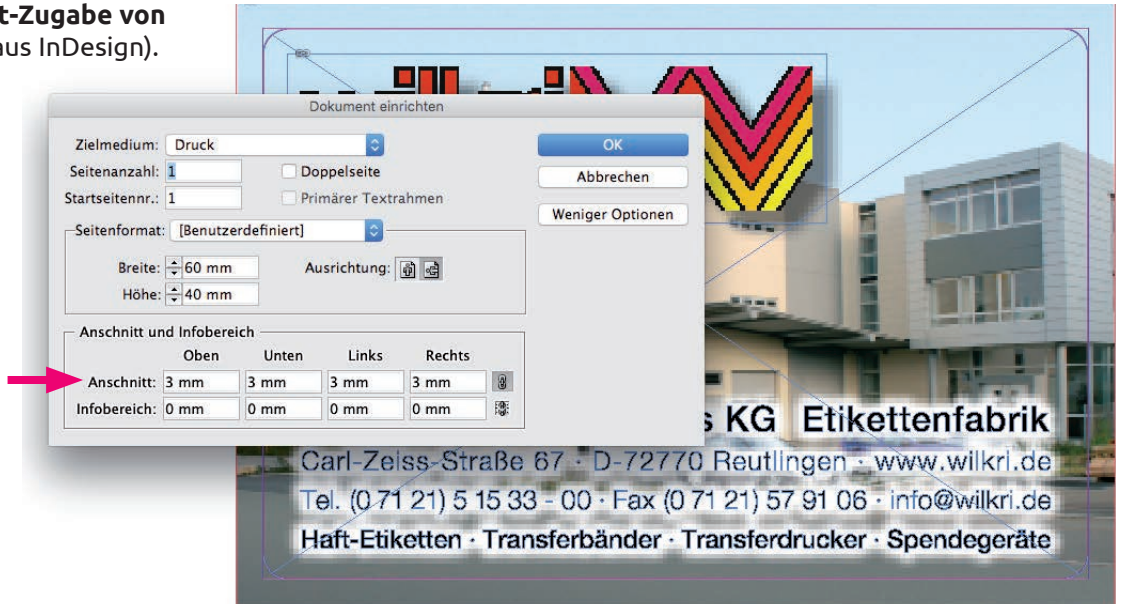 t-Zugabe von
aus InDesign).
Dokument einrichten
Zielmedium: Druck
Seitenanzahl: 1
Doppelseite
Startseitennr.: 1
Primärer Textrahmen
OK
Abbrechen
Weniger Optionen
Seitenformat: [Benutzerdefiniert]
Breite: 60 mm
Ausrichtung:
Höhe: 40 mm
Anschnitt und Infobereich
Oben Unten Links Rechts
Anschnitt: 3 mm 3 mm 3 mm 3 mm
Infobereich: 0 mm 0 mm 0 mm 0 mm
s KG Etikettenfabrik
Carl-Zeiss-Straße 67 · D-72770 Reutlingen · www.wilkri.de
Tel. (0 71 21) 5 15 33 - 00 · Fax (0 71 21) 57 91 06 · info@wilkri.de
Haft-Etiketten · Transferbänder · Transferdrucker · Spendegeräte